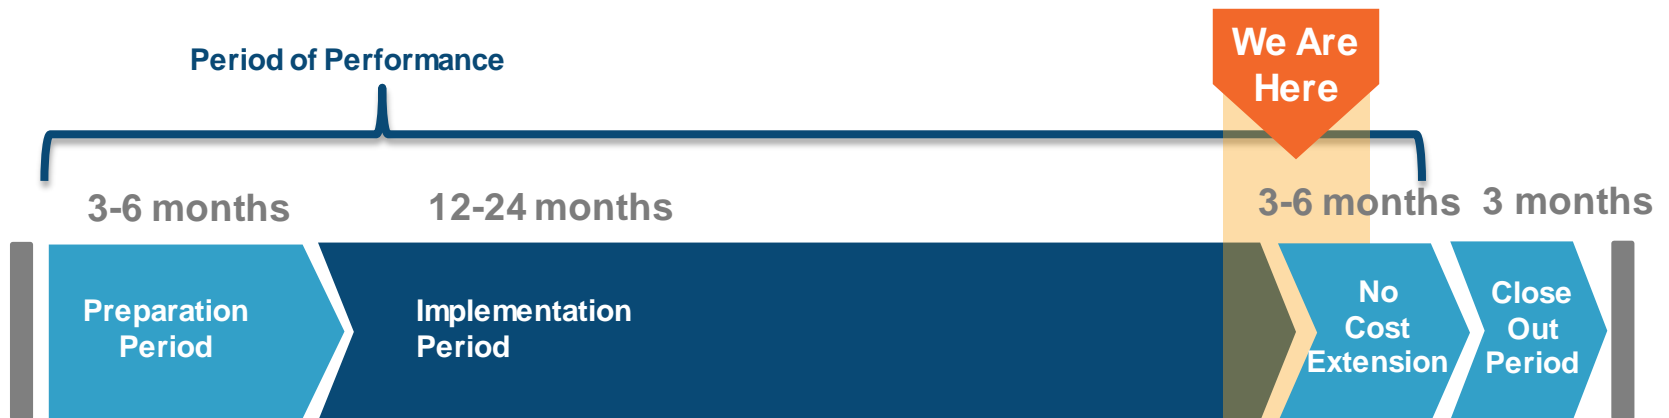 We Are
Here
Period of Performance
3-6 months
12-24 months
3-6 months
3 months
Preparation
Period
Implementation
Period
No
Cost
Extension
Close
Out
Period